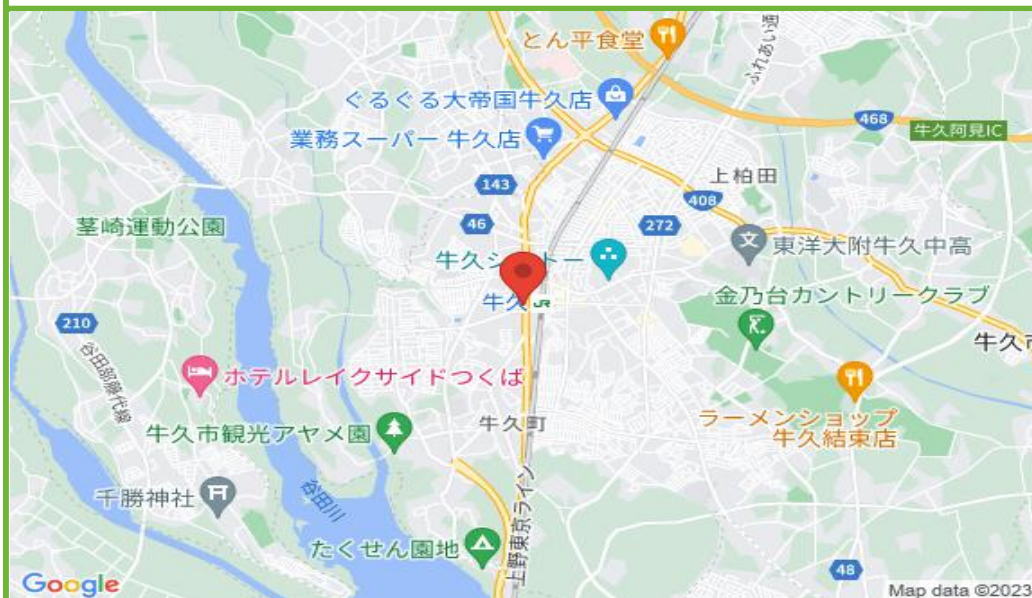 とん平食堂
ふれあい通
ぐるぐる大帝国牛久店
業務スーパー 牛久店
468
牛久阿見IC
143
上柏田
408
茎崎運動公園
46
272
牛久シャトー
東洋大附牛久中高
牛久
JR
金乃台カントリークラブ
210
牛久市
谷田部藤代線
ホテルレイクサイドつくば
牛久町
ラーメンショップ
牛久結束店
牛久市観光アヤメ園
千勝神社
谷田川
たくせん園地
上野東京ライン
48
Google
Map data ©2023